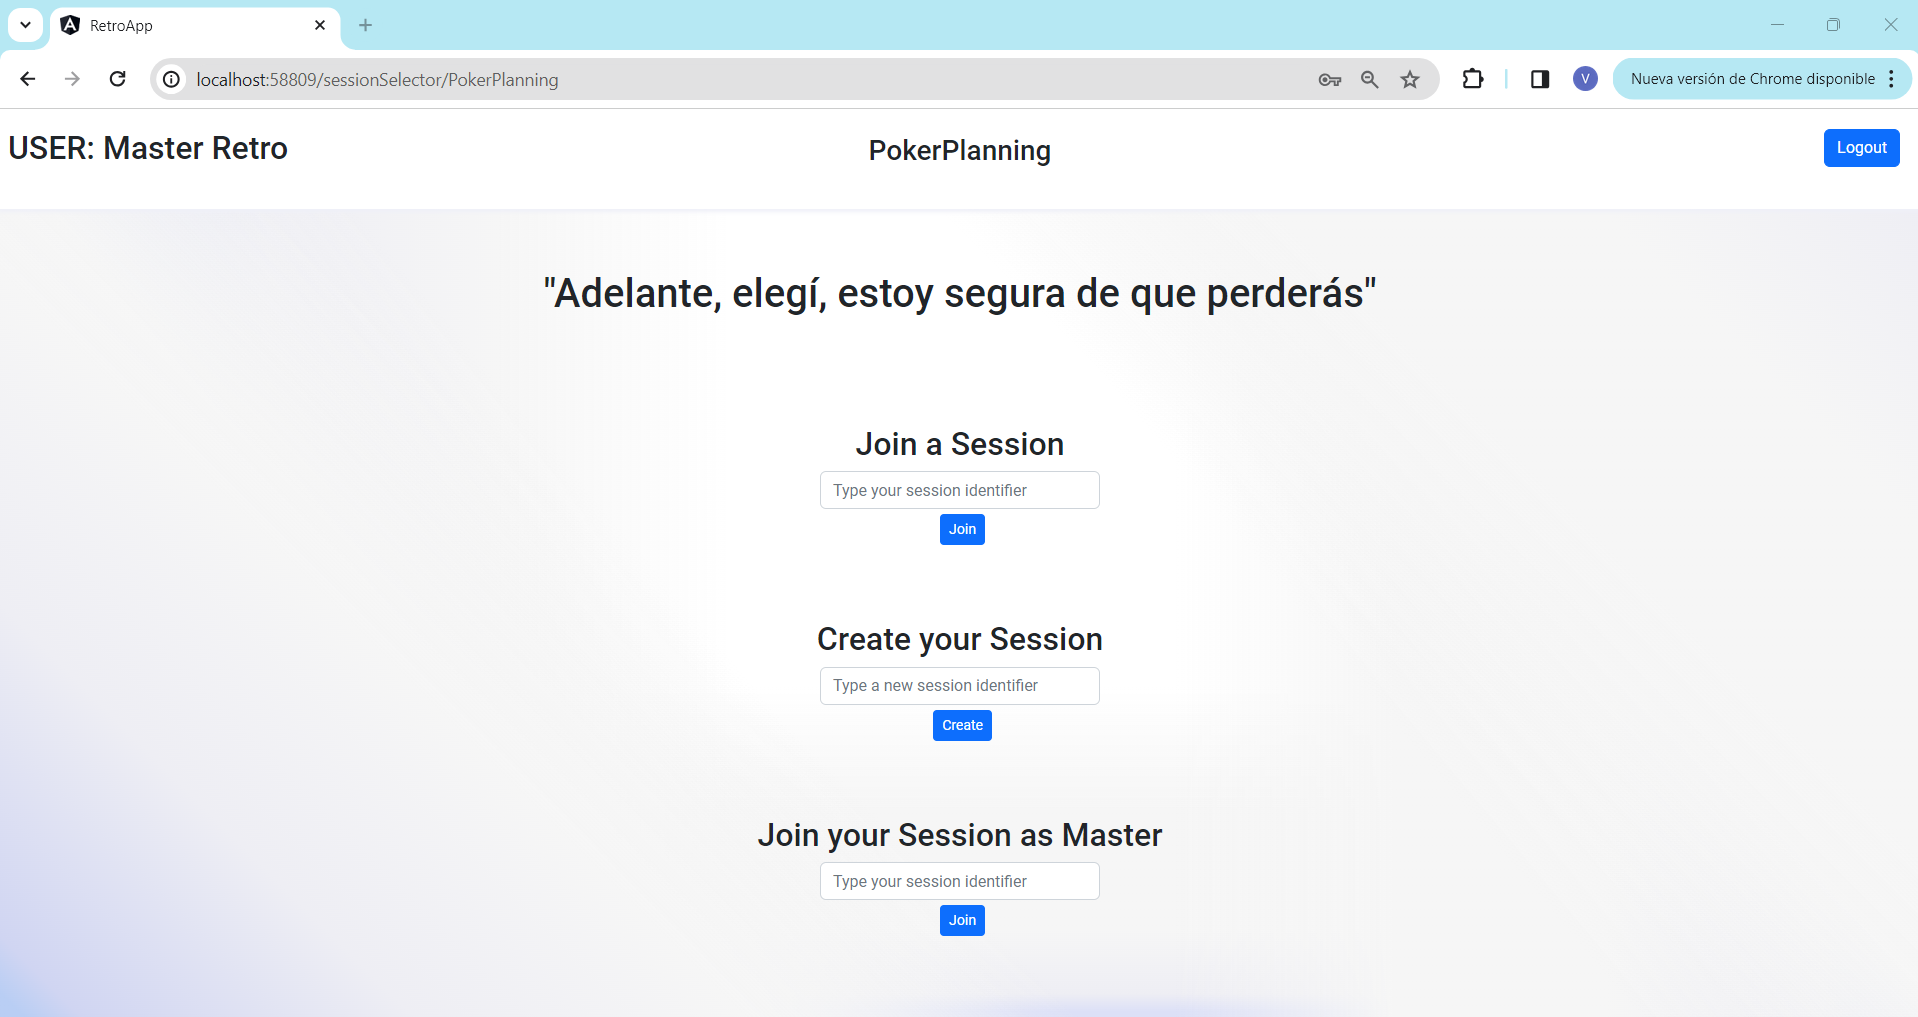 RetroApp
localhost:58809/sessionSelector/PokerPlanning
V
Nueva versión de Chrome disponible
USER: Master Retro
PokerPlanning
Logout
"Adelante, elegí, estoy segura de que perderás"
Join a Session
Type your session identifier
Join
Create your Session
Type a new session identifier
Create
Join your Session as Master
Type your session identifier
Join